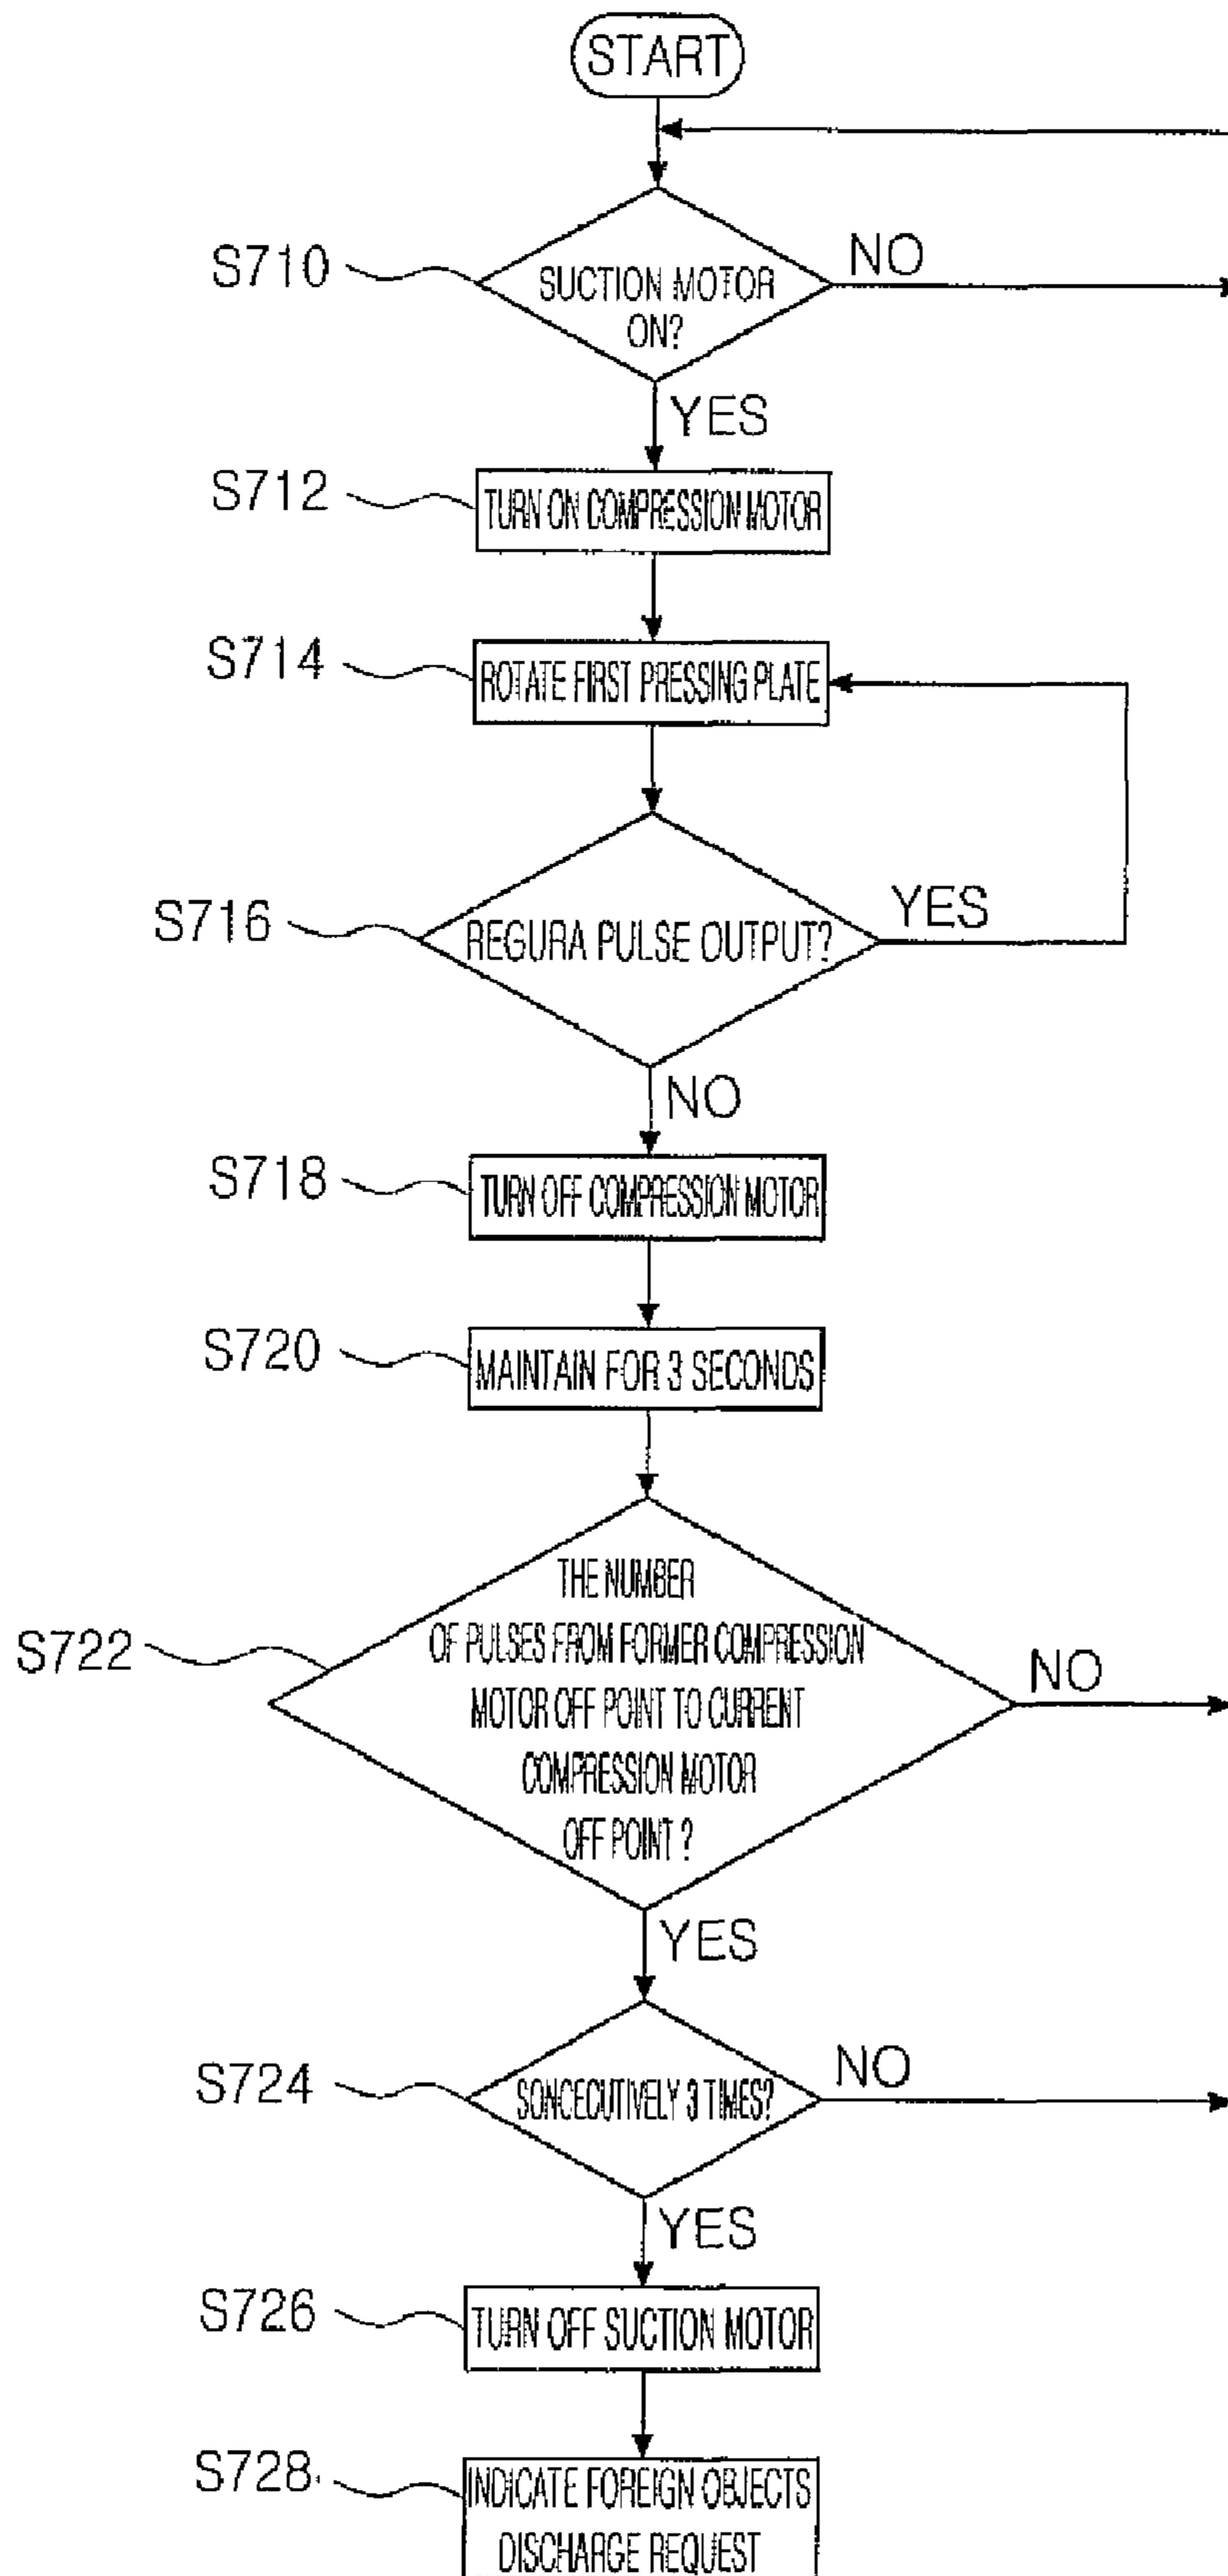 START
S710
SUCTION MOTOR
ON?
NO
YES
S712
TURN ON COMPRESSION MOTOR
S714
ROTATE FIRST PRESSING PLATE
S716
REGURA PULSE OUTPUT?
YES
NO
S718
TURN OFF COMPRESSION MOTOR
S720
MAINTAIN FOR 3 SECONDS
S722
THE NUMBER
OF PULSES FROM FORMER COMPRESSION
MOTOR OFF POINT TO CURRENT
COMPRESSION MOTOR
OFF POINT ?
NO
YES
S724
SONCECUTIVELY 3 TIMES?
NO
YES
S726
TURN OFF SUCTION MOTOR
S728
INDICATE FOREIGN OBJECTS
DISCHARGE REQUEST